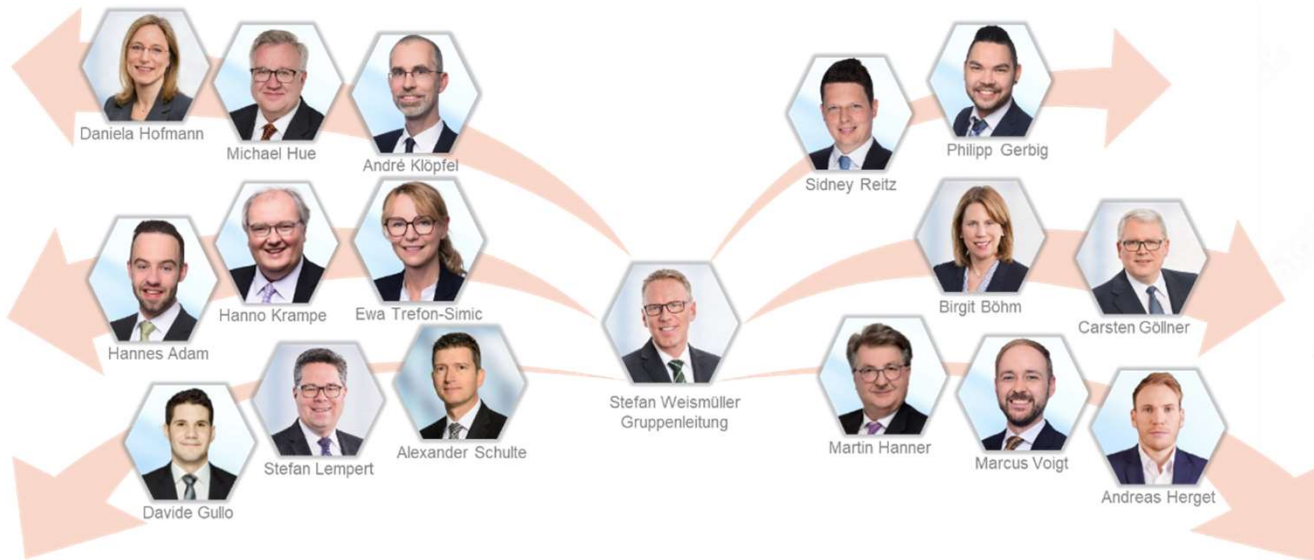 Daniela Hofmann
Michael Hue
André Klöpfel
Sidney Reitz
Philipp Gerbig
Hannes Adam
Hanno Krampe
Ewa Trefon-Simic
Birgit Böhm
Carsten Göllner
Stefan Weismüller
Gruppenleitung
Davide Gullo
Stefan Lempert
Alexander Schulte
Martin Hanner
Marcus Voigt
Andreas Herget